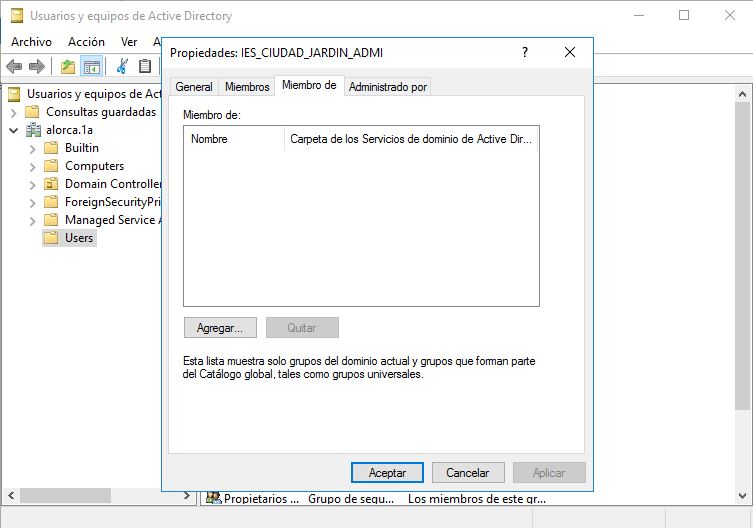 Usuarios y equipos de Active Directory
Archivo Acción Ver A
Propiedades: IES_CIUDAD_JARDIN_ADMI ?
General Miembros Miembro de Administrado por
Usuarios y equipos de Act
Consultas guardadas
alorca.1a
Builtin
Computers
Domain Controller
ForeignSecurityPri
Managed Service A
Users
Miembro de:
Nombre Carpeta de los Servicios de dominio de Active Dir...
Agregar... Quitar
Esta lista muestra solo grupos del dominio actual y grupos que forman parte
del Catálogo global, tales como grupos universales.
Aceptar Cancelar Aplicar
Propietarios ... Grupo de segu... Los miembros de este gr...